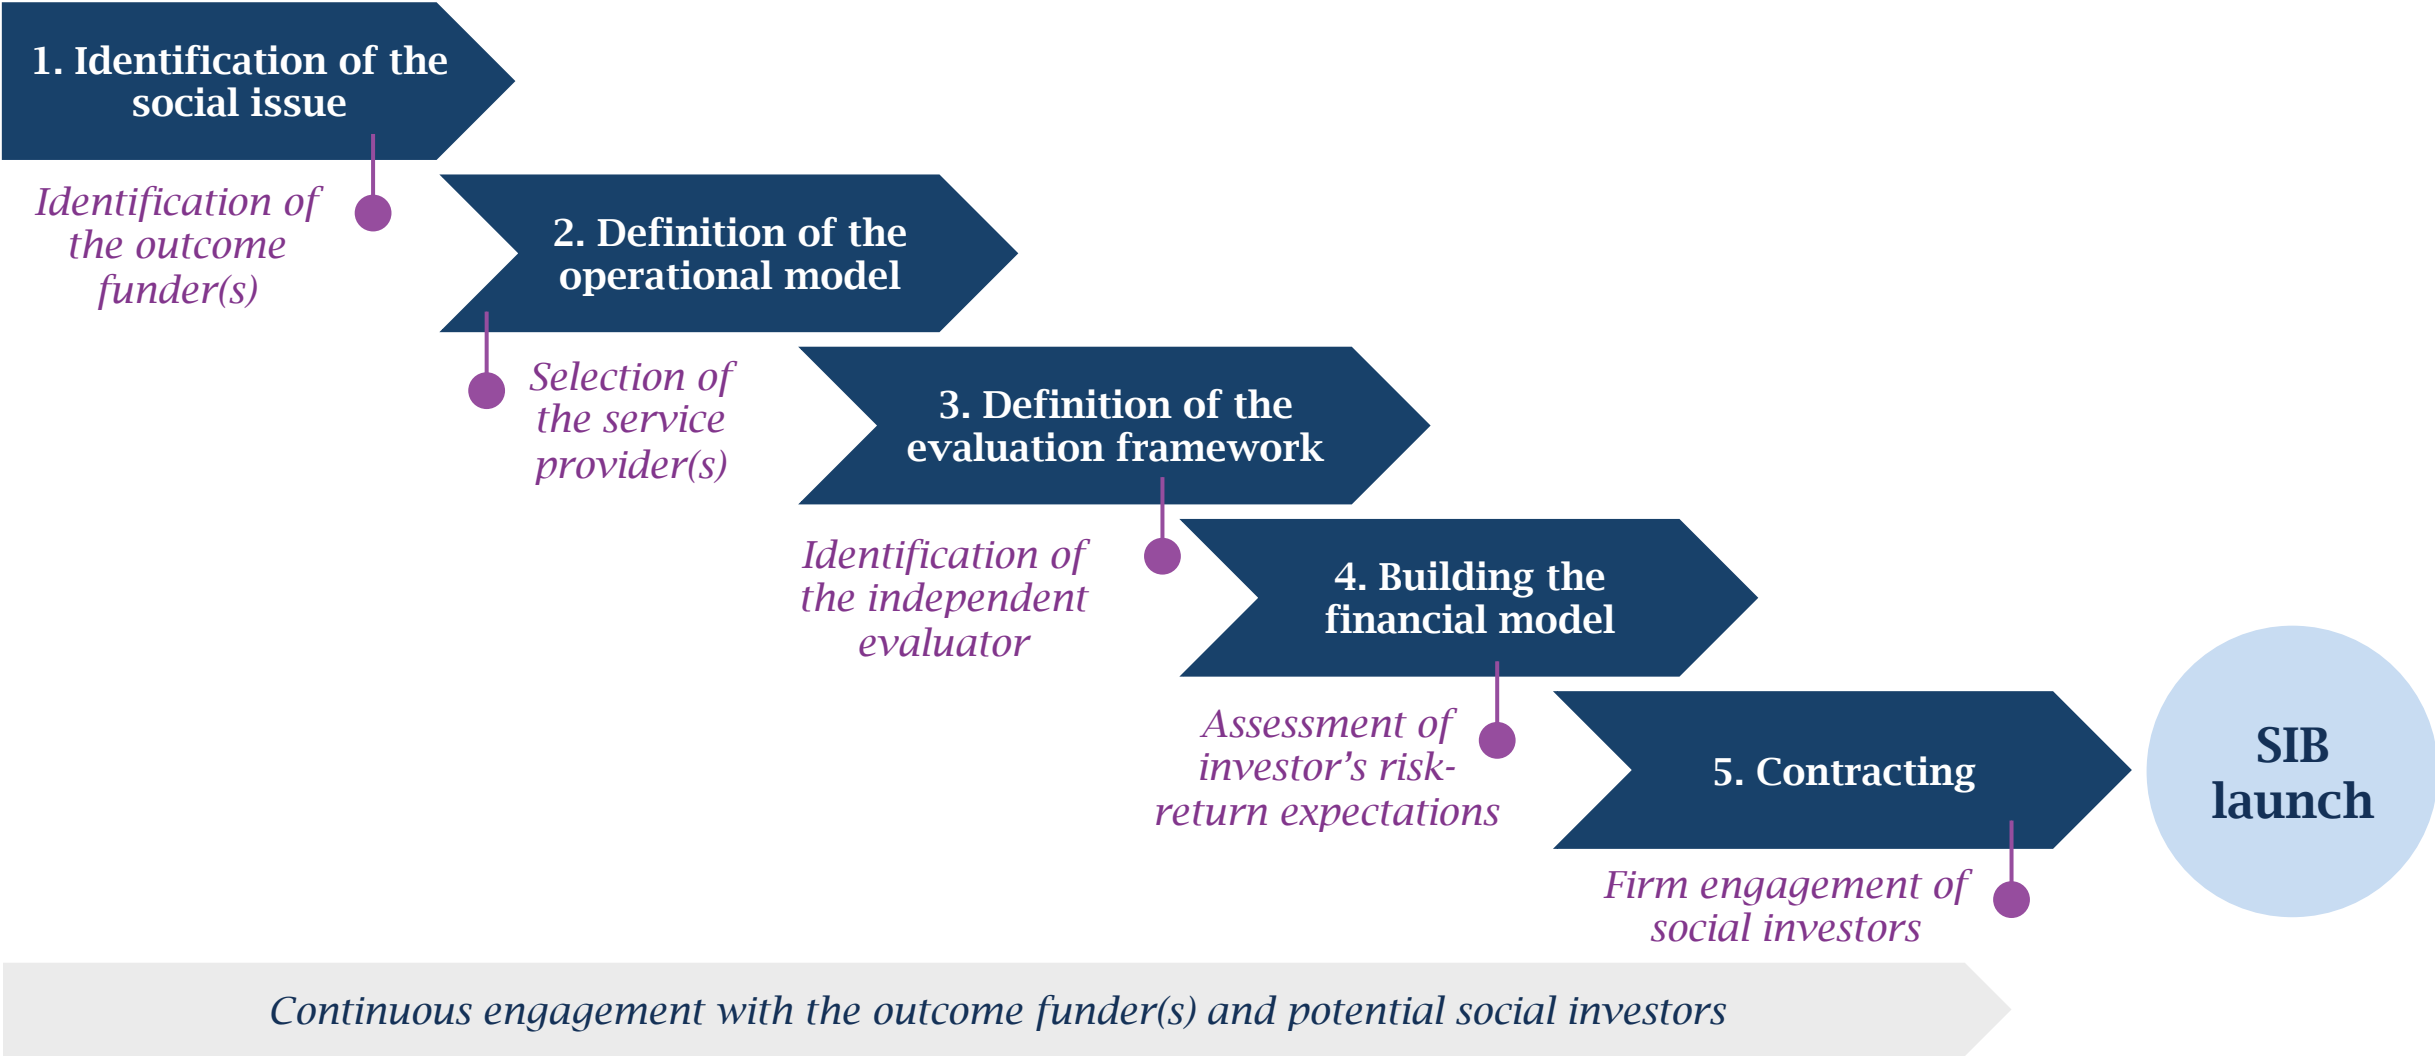 1. Identification of the
social issue
Identification of
the outcome
funder(s)
2. Definition of the
operational model
Selection of
the service
provider(s)
3. Definition of the
evaluation framework
Identification of
the independent
evaluator
4. Building the
financial model
Assessment of
investor’s risk-
return expectations
5. Contracting
Firm engagement of
social investors
SIB
launch
Continuous engagement with the outcome funder(s) and potential social investors